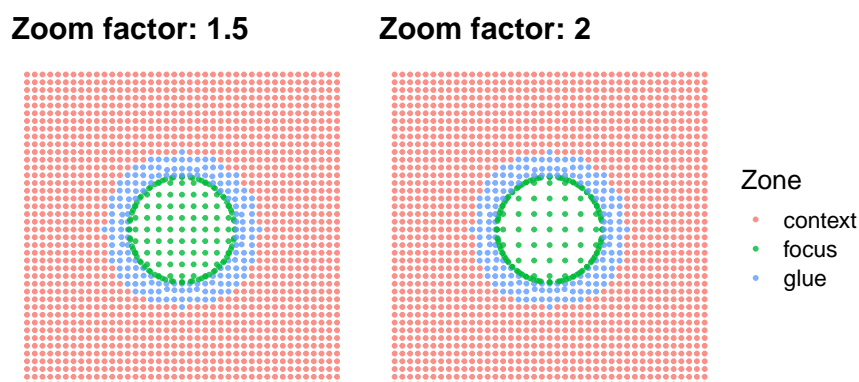 Zoom factor: 1.5
Zoom factor: 2
Zone
context
focus
glue